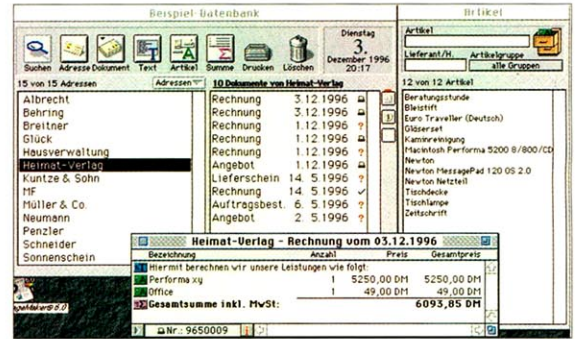 Beispiel-Datenbank
Suchen Adresse Dokument Text Artikel Summe Drucken Löschen
Dienstag
3.
Dezember 1996
20:17
15 von 15 Adressen
Adressen
Albrecht
Behring
Breitner
Glück
Hausverwaltung
Heimat-Verlag
Kuntze & Sohn
MF
Müller & Co.
Neumann
Penzler
Schneider
Sonnenschein
10 Dokumente von Heimat-Verlag
Rechnung 3.12.1996
Rechnung 3.12.1996
Rechnung 1.12.1996 ?
Rechnung 1.12.1996 ?
Rechnung 1.12.1996 ?
Angebot 1.12.1996
Lieferschein 14. 5.1996 ?
Rechnung 14. 5.1996 ✓
Auftragsbest. 6. 5.1996 ?
Angebot 2. 5.1996 ?
Artikel
Artikel
Lieferant/H. Artikelgruppe
alle Gruppen
12 von 12 Artikel
Beratungsstunde
Bleistift
Euro Traveller (Deutsch)
Gläserset
Kaminreinigung
Macintosh Performa 5200 8/800/CD
Newton
Newton MessagePad 120 OS 2.0
Newton Netzteil
Tischdecke
Tischlampe
Zeitschrift
Heimat-Verlag - Rechnung vom 03.12.1996
Bezeichnung Anzahl Preis Gesamtpreis
Hiermit berechnen wir unsere Leistungen wie folgt:
Performa xy 1 5250,00 DM 5250,00 DM
Office 1 49,00 DM 49,00 DM
Gesamtsumme inkl. MwSt: 6093,85 DM
Nr.: 9650009
ageMaker® 6.0